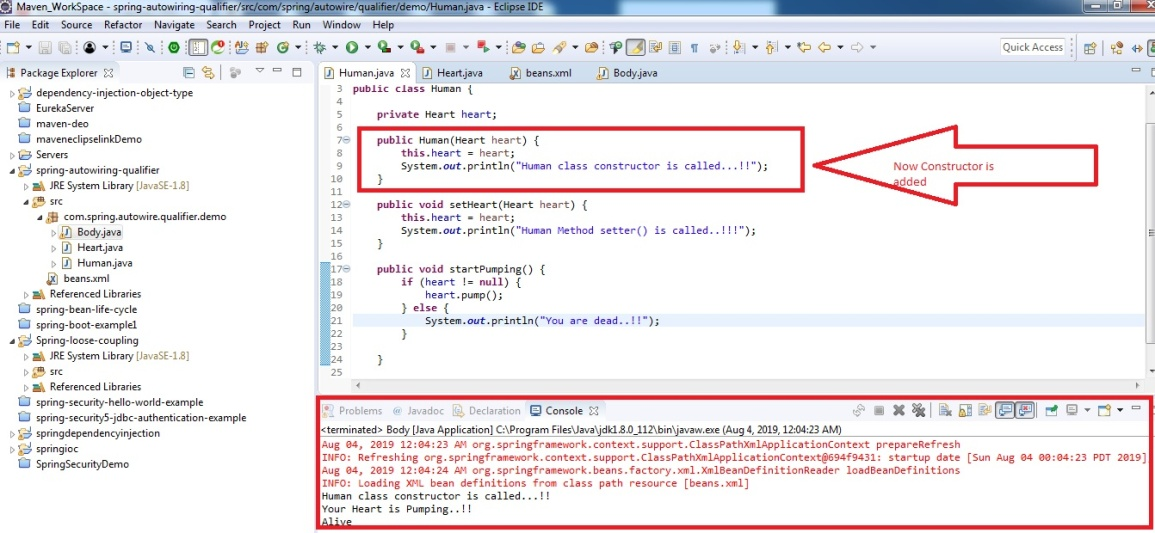 Maven_WorkSpace - spring-autowiring-qualifier/src/com/spring/autowire/qualifier/demo/Human.java - Eclipse IDE
File Edit Source Refactor Navigate Search Project Run Window Help
Quick Access
Package Explorer
dependency-injection-object-type
EurekaServer
maven-deo
maveneclipselinkDemo
Servers
spring-autowiring-qualifier
JRE System Library [JavaSE-1.8]
src
com.spring.autowire.qualifier.demo
Body.java
Heart.java
Human.java
beans.xml
Referenced Libraries
spring-bean-life-cycle
spring-boot-example1
Spring-loose-coupling
JRE System Library [JavaSE-1.8]
src
Referenced Libraries
spring-security-hello-world-example
spring-security5-jdbc-authentication-example
springdependencyinjection
springioc
SpringSecurityDemo
Human.java Heart.java beans.xml Body.java
3 public class Human {
4
5 private Heart heart;
6
7 public Human(Heart heart) {
8 this.heart = heart;
9 System.out.println("Human class constructor is called...!!");
10 }
11
12 public void setHeart(Heart heart) {
13 this.heart = heart;
14 System.out.println("Human Method setter() is called..!!!");
15 }
16
17 public void startPumping() {
18 if (heart != null) {
19 heart.pump();
20 } else {
21 System.out.println("You are dead..!!");
22 }
23
24 }
25
Now Constructor is
added
Problems @ Javadoc Declaration Console
<terminated> Body [Java Application] C:\Program Files\Java\jdk1.8.0_112\bin\javaw.exe (Aug 4, 2019, 12:04:23 AM)
Aug 04, 2019 12:04:23 AM org.springframework.context.support.ClassPathXmlApplicationContext prepareRefresh
INFO: Refreshing org.springframework.context.support.ClassPathXmlApplicationContext@694f9431: startup date [Sun Aug 04 00:04:23 PDT 2019]
Aug 04, 2019 12:04:24 AM org.springframework.beans.factory.xml.XmlBeanDefinitionReader loadBeanDefinitions
INFO: Loading XML bean definitions from class path resource [beans.xml]
Human class constructor is called...!!
Your Heart is Pumping..!!
Alive